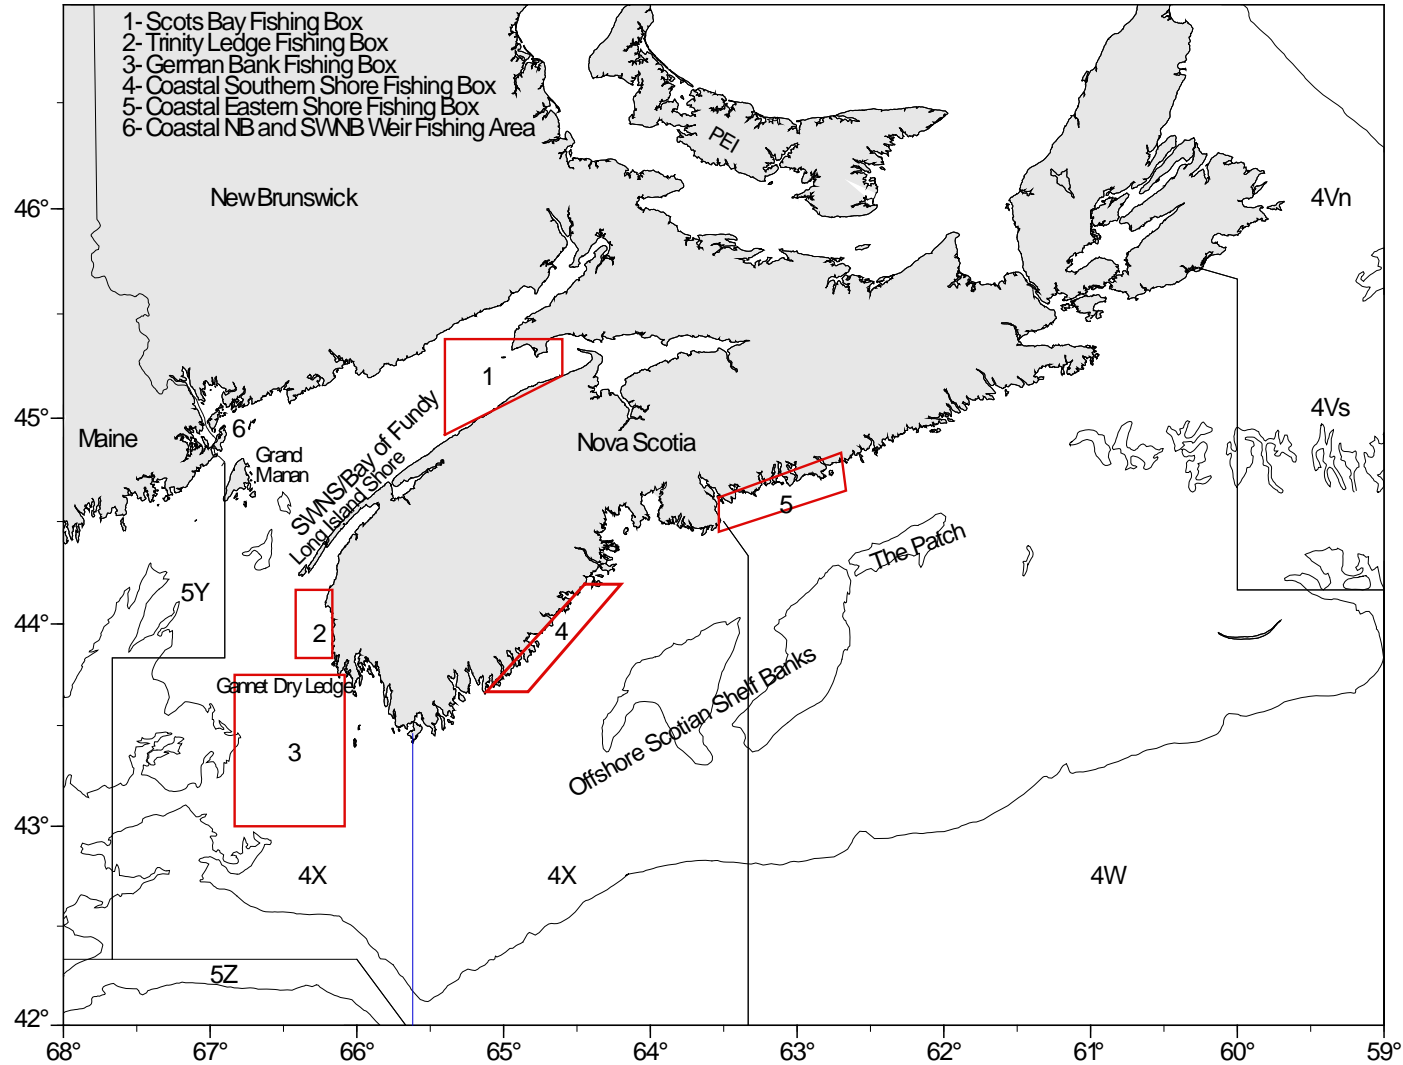 1- Scots Bay Fishing Box
2- Trinity Ledge Fishing Box
3- German Bank Fishing Box
4- Coastal Southern Shore Fishing Box
5- Coastal Eastern Shore Fishing Box
6- Coastal NB and SWNB Weir Fishing Area
PEI
New Brunswick
4Vn
46°
1
4Vs
45°
Maine
6
Nova Scotia
Grand
Manan
SWNS/Bay of Fundy
Long Island Shore
5
The Patch
5Y
44°
2
4
Gannet Dry Ledge
Offshore Scotian Shelf Banks
3
43°
4X
4X
4W
5Z
42°
68°
67°
66°
65°
64°
63°
62°
61°
60°
59°